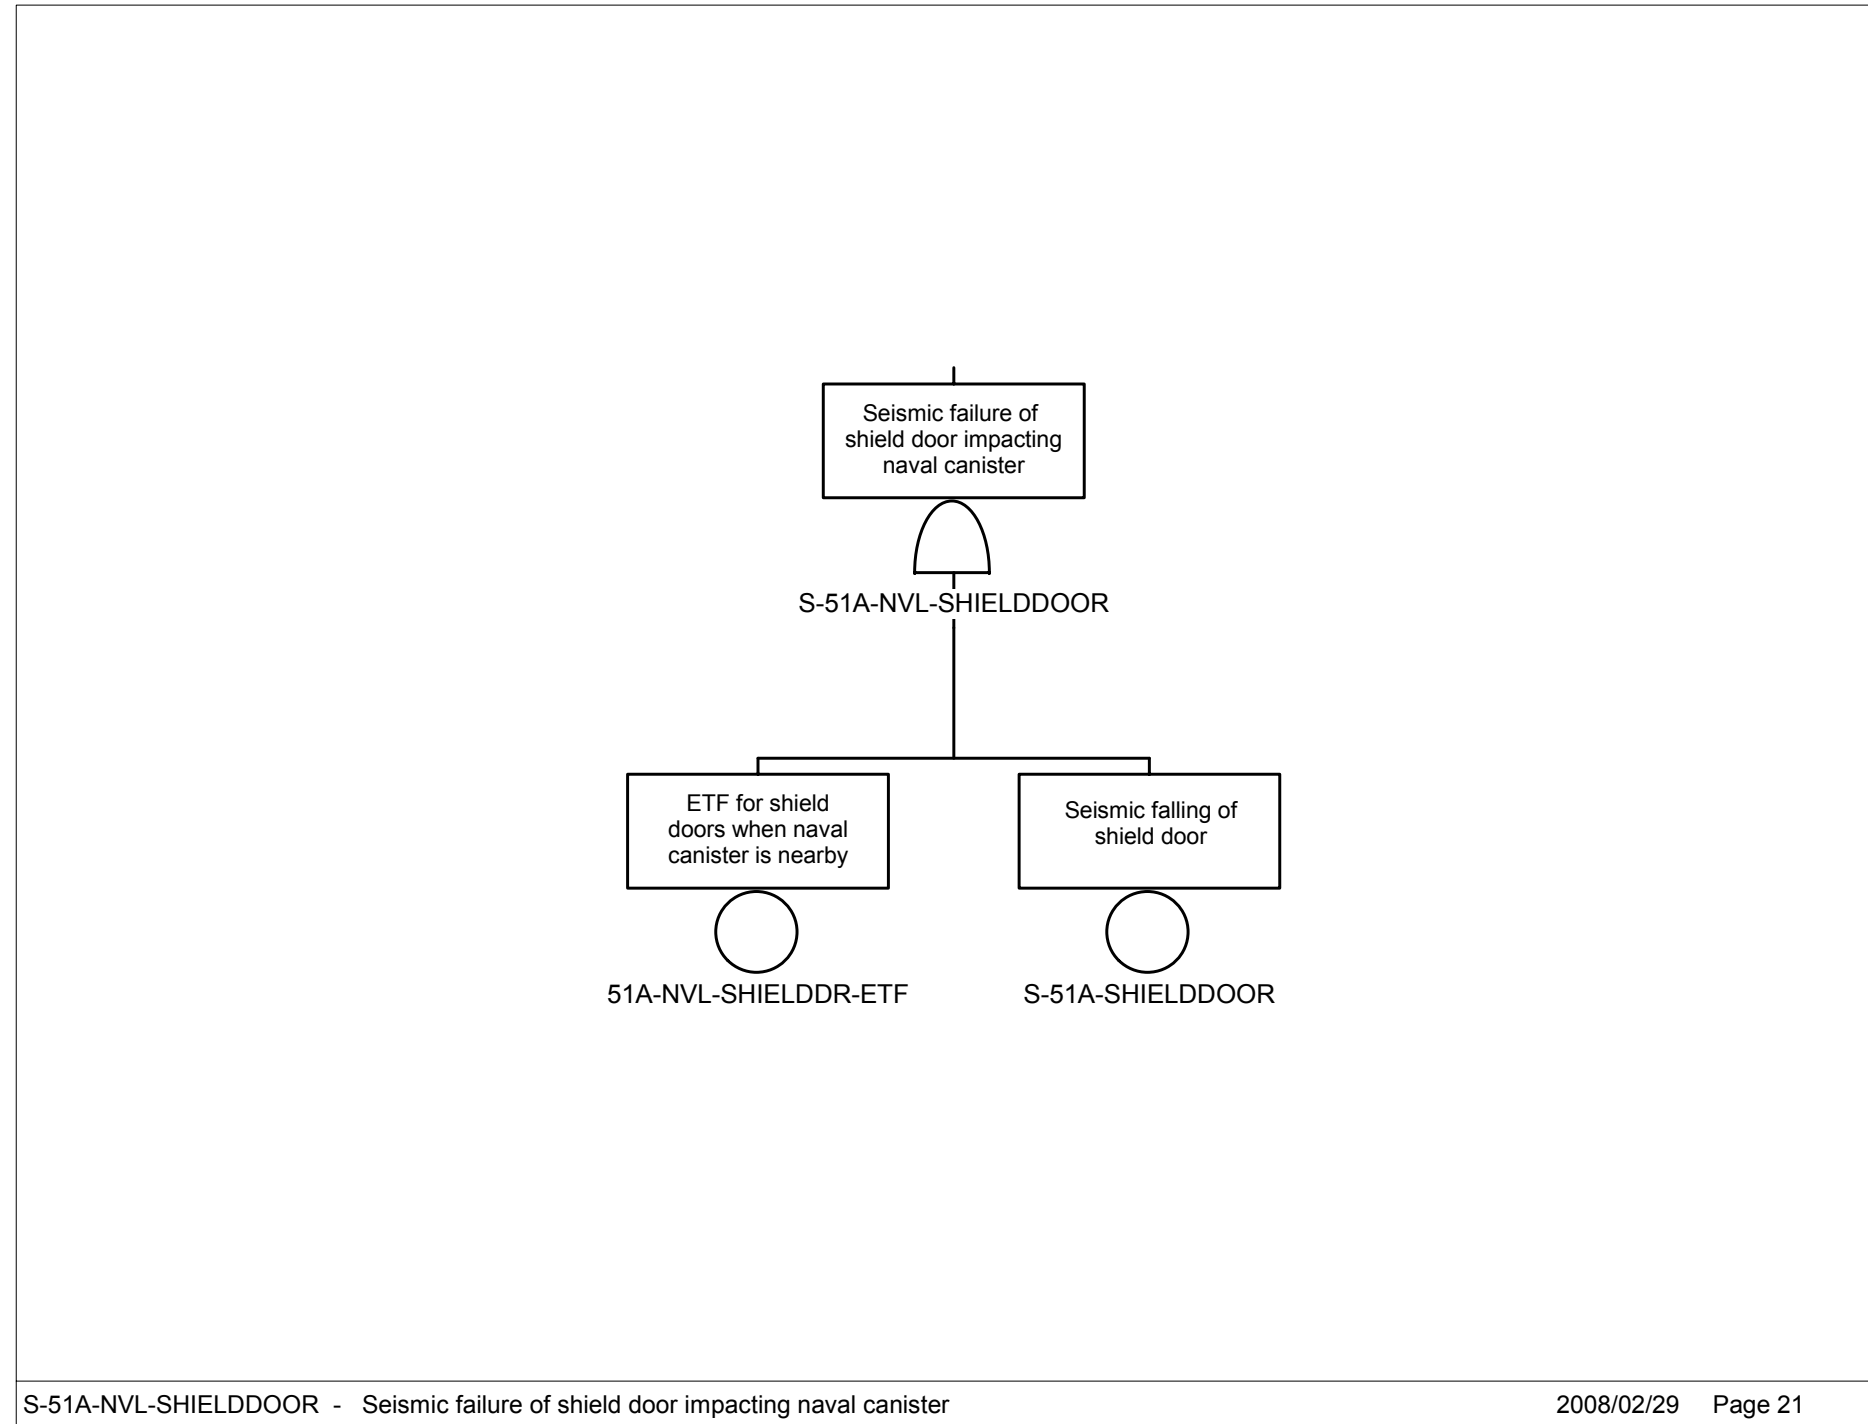 Seismic failure of
shield door impacting
naval canister
S-51A-NVL-SHIELDDOOR
ETF for shield
doors when naval
canister is nearby
51A-NVL-SHIELDDR-ETF
Seismic falling of
shield door
S-51A-SHIELDDOOR
S-51A-NVL-SHIELDDOOR - Seismic failure of shield door impacting naval canister 2008/02/29 Page 21